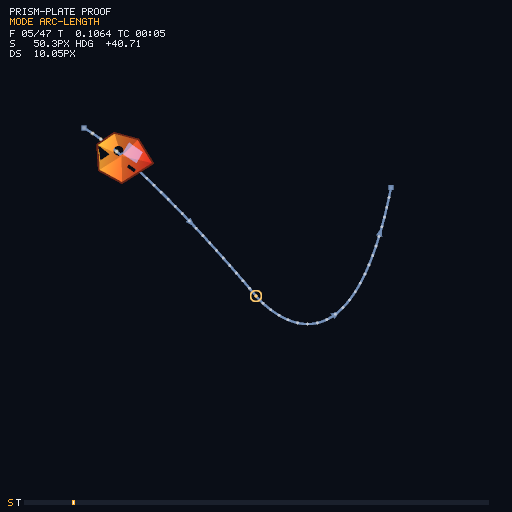 PRISM-PLATE PROOF
MODE ARC-LENGTH
F 05/47 T  0.1064 TC 00:05
S   50.3PX HDG  +40.71
DS  10.05PX
ST